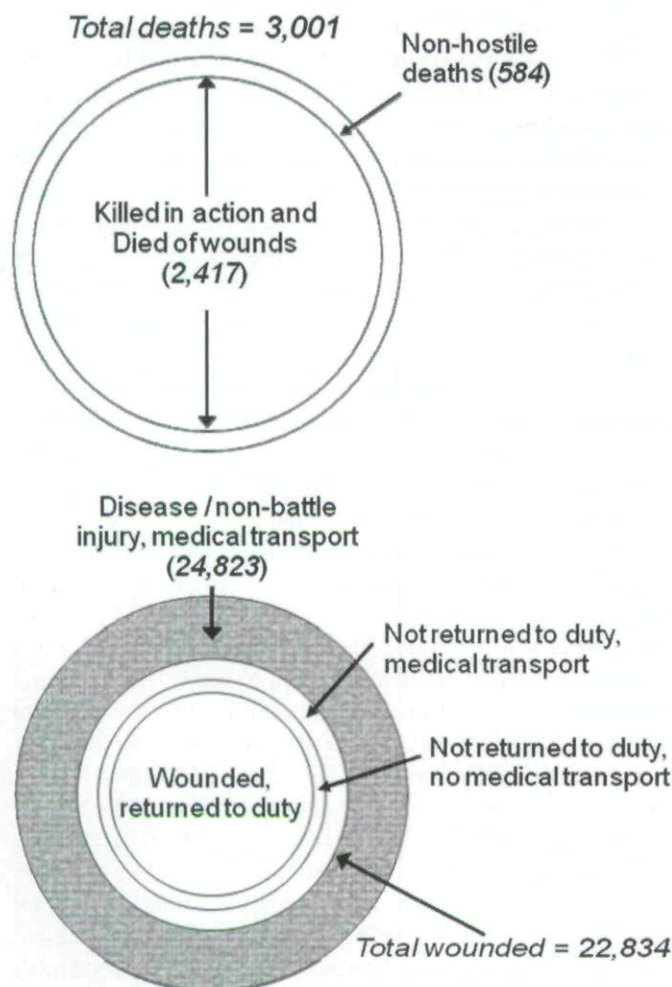 Total deaths = 3,001
Non-hostile
deaths (584)
Killed in action and
Died of wounds
(2,417)
Disease / non-battle
injury, medical transport
(24,823)
Not returned to duty,
medical transport
Not returned to duty,
no medical transport
Wounded,
returned to duty
Total wounded = 22,834